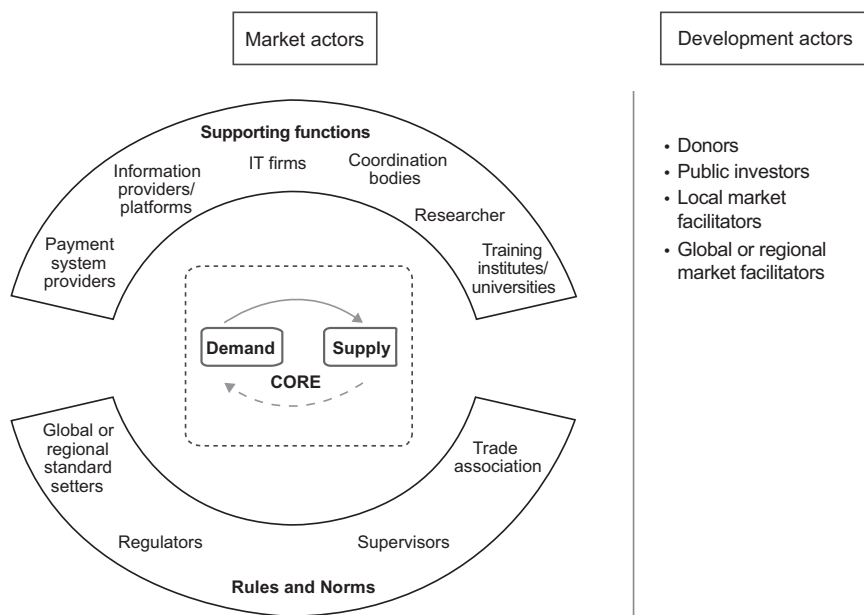 Market actors
Development actors
Supporting functions
IT firms
Coordination
bodies
Information
providers/
platforms
Researcher
Payment
system
providers
Training
institutes/
universities
Demand
Supply
CORE
Global or
regional
standard
setters
Trade
association
Regulators
Supervisors
Rules and Norms
• Donors
• Public investors
• Local market
facilitators
• Global or regional
market facilitators